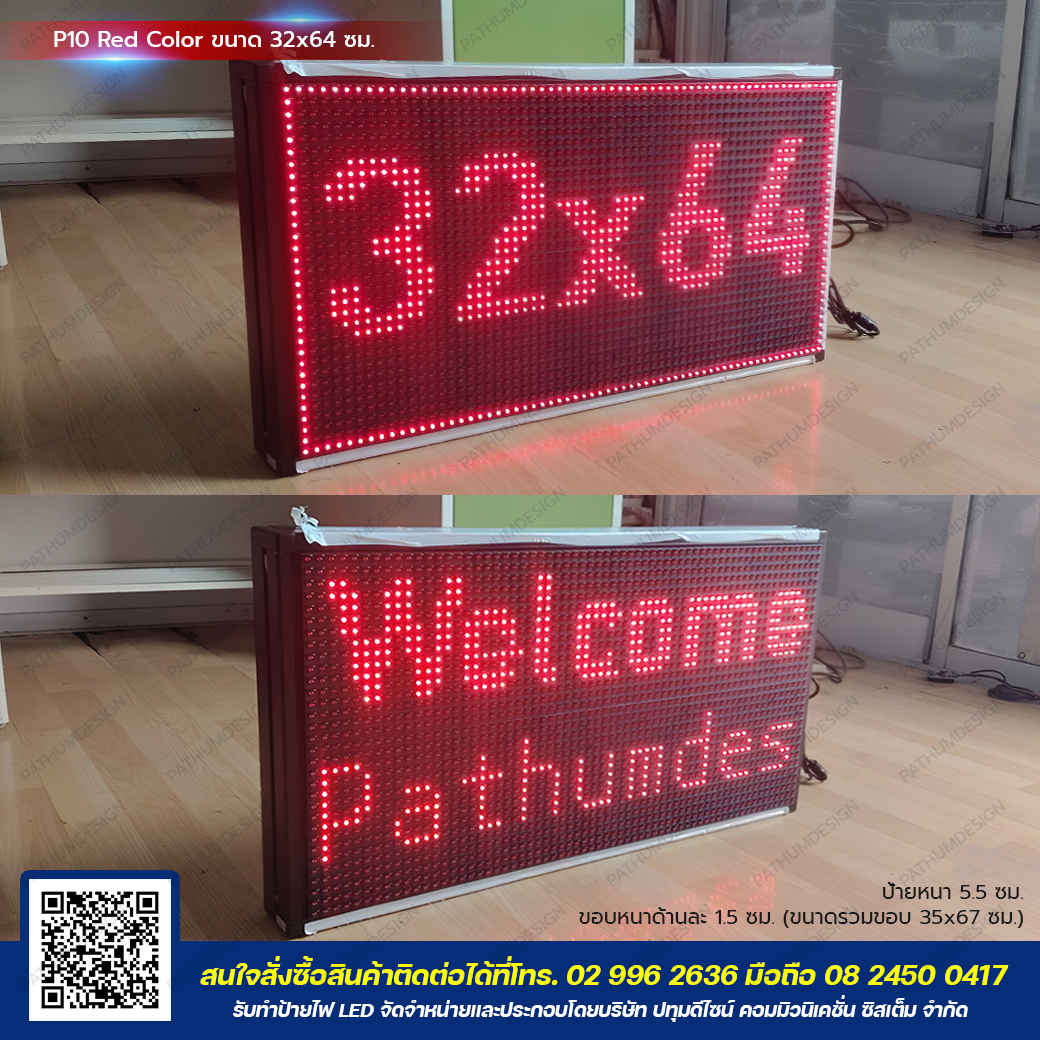 P10 Red Color ขนาด 32x64 ซม.
32x64
Welcome
Pathumdes
ป้ายหนา 5.5 ซม.
ขอบหนาด้านละ 1.5 ซม. (ขนาดรวมขอบ 35x67 ซม.)
สนใจสั่งซื้อสินค้าติดต่อได้ที่โทร. 02 996 2636 มือถือ 08 2450 0417
รับทำป้ายไฟ LED จัดจำหน่ายและประกอบโดยบริษัท ปทุมดีไซน์ คอมมิวนิเคชั่น ซิสเต็ม จำกัด
PATHUMDESIGN